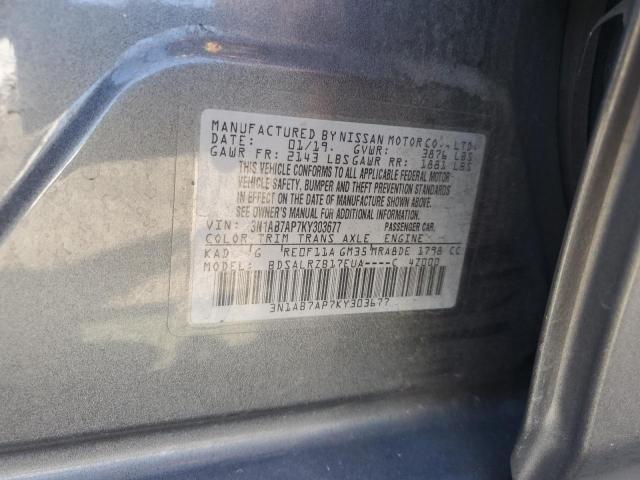 MANUFACTURED BY NISSAN MOTOR CO., LTD.
DATE: 01/19. GVWR: 3876 LBS
GAWR FR: 2143 LBS GAWR RR: 1881 LBS
THIS VEHICLE CONFORMS TO ALL APPLICABLE FEDERAL MOTOR
VEHICLE SAFETY, BUMPER AND THEFT PREVENTION STANDARDS
IN EFFECT ON THE DATE OF MANUFACTURE SHOWN ABOVE.
SEE OWNER'S MANUAL FOR ADDITIONAL INFORMATION.
VIN: 3N1AB7AP7KY303677 PASSENGER CAR.
COLOR TRIM TRANS AXLE ENGINE
KAD G RE0F11A GM35 MRA8DE 1798 CC
MODEL: BDSALRZB17EUA----C 4Z000
3N1AB7AP7KY303677